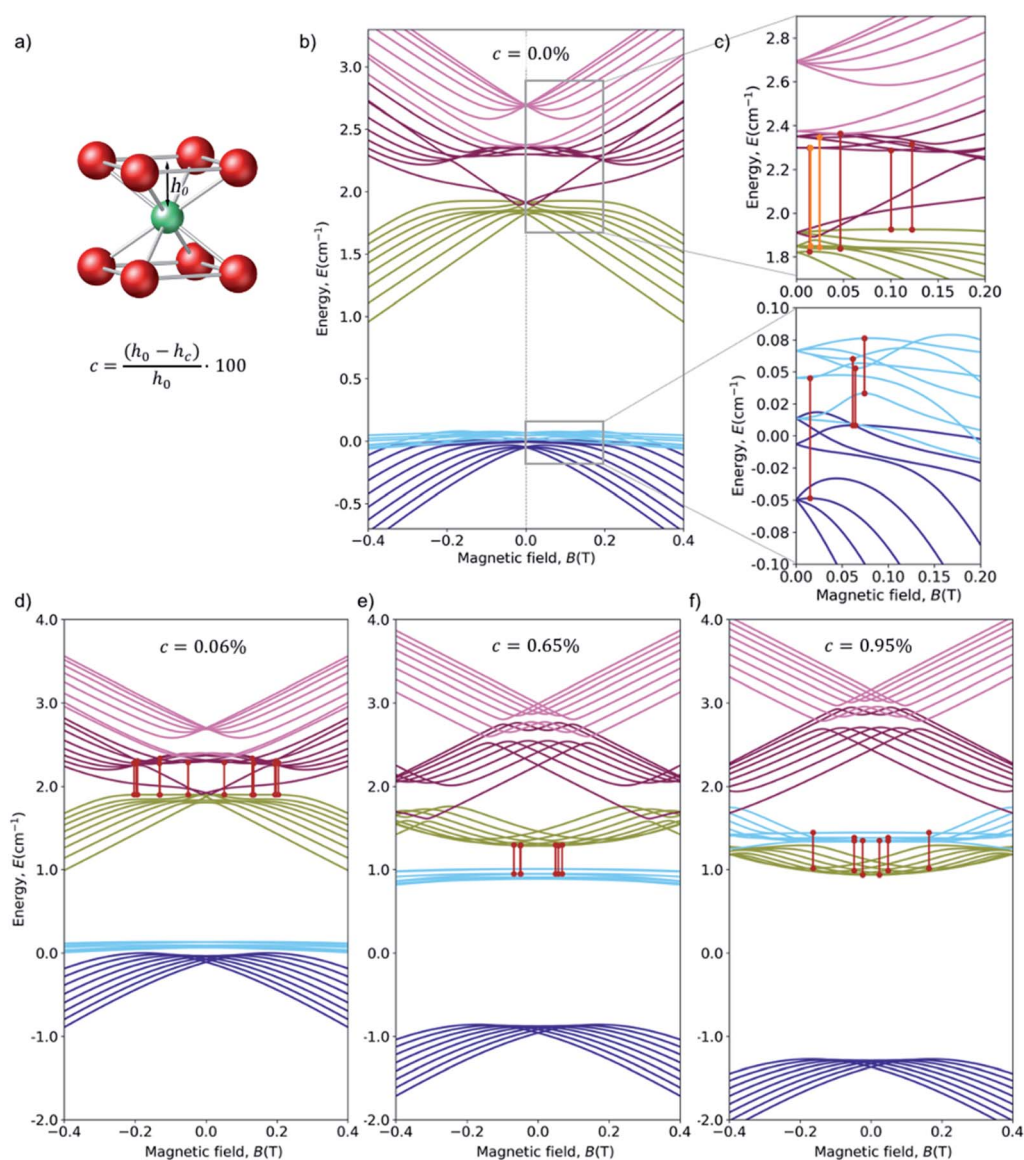 a)
h₀
c = (h₀ − h_c) / h₀ · 100
b)
c = 0.0%
3.0
2.5
2.0
1.5
1.0
0.5
0.0
−0.5
Energy, E(cm⁻¹)
−0.4 −0.2 0.0 0.2 0.4
Magnetic field, B(T)
c)
2.8
2.6
2.4
2.2
2.0
1.8
Energy, E(cm⁻¹)
0.00 0.05 0.10 0.15 0.20
0.10
0.08
0.05
0.02
0.00
-0.02
-0.05
-0.08
-0.10
Energy, E(cm⁻¹)
0.00 0.05 0.10 0.15 0.20
Magnetic field, B(T)
d)
c = 0.06%
4.0
3.0
2.0
1.0
0.0
-1.0
-2.0
Energy, E(cm⁻¹)
−0.4 −0.2 0.0 0.2 0.4
Magnetic field, B(T)
e)
c = 0.65%
4.0
3.0
2.0
1.0
0.0
-1.0
-2.0
−0.4 −0.2 0.0 0.2 0.4
Magnetic field, B(T)
f)
c = 0.95%
4.0
3.0
2.0
1.0
0.0
-1.0
-2.0
−0.4 −0.2 0.0 0.2 0.4
Magnetic field, B(T)